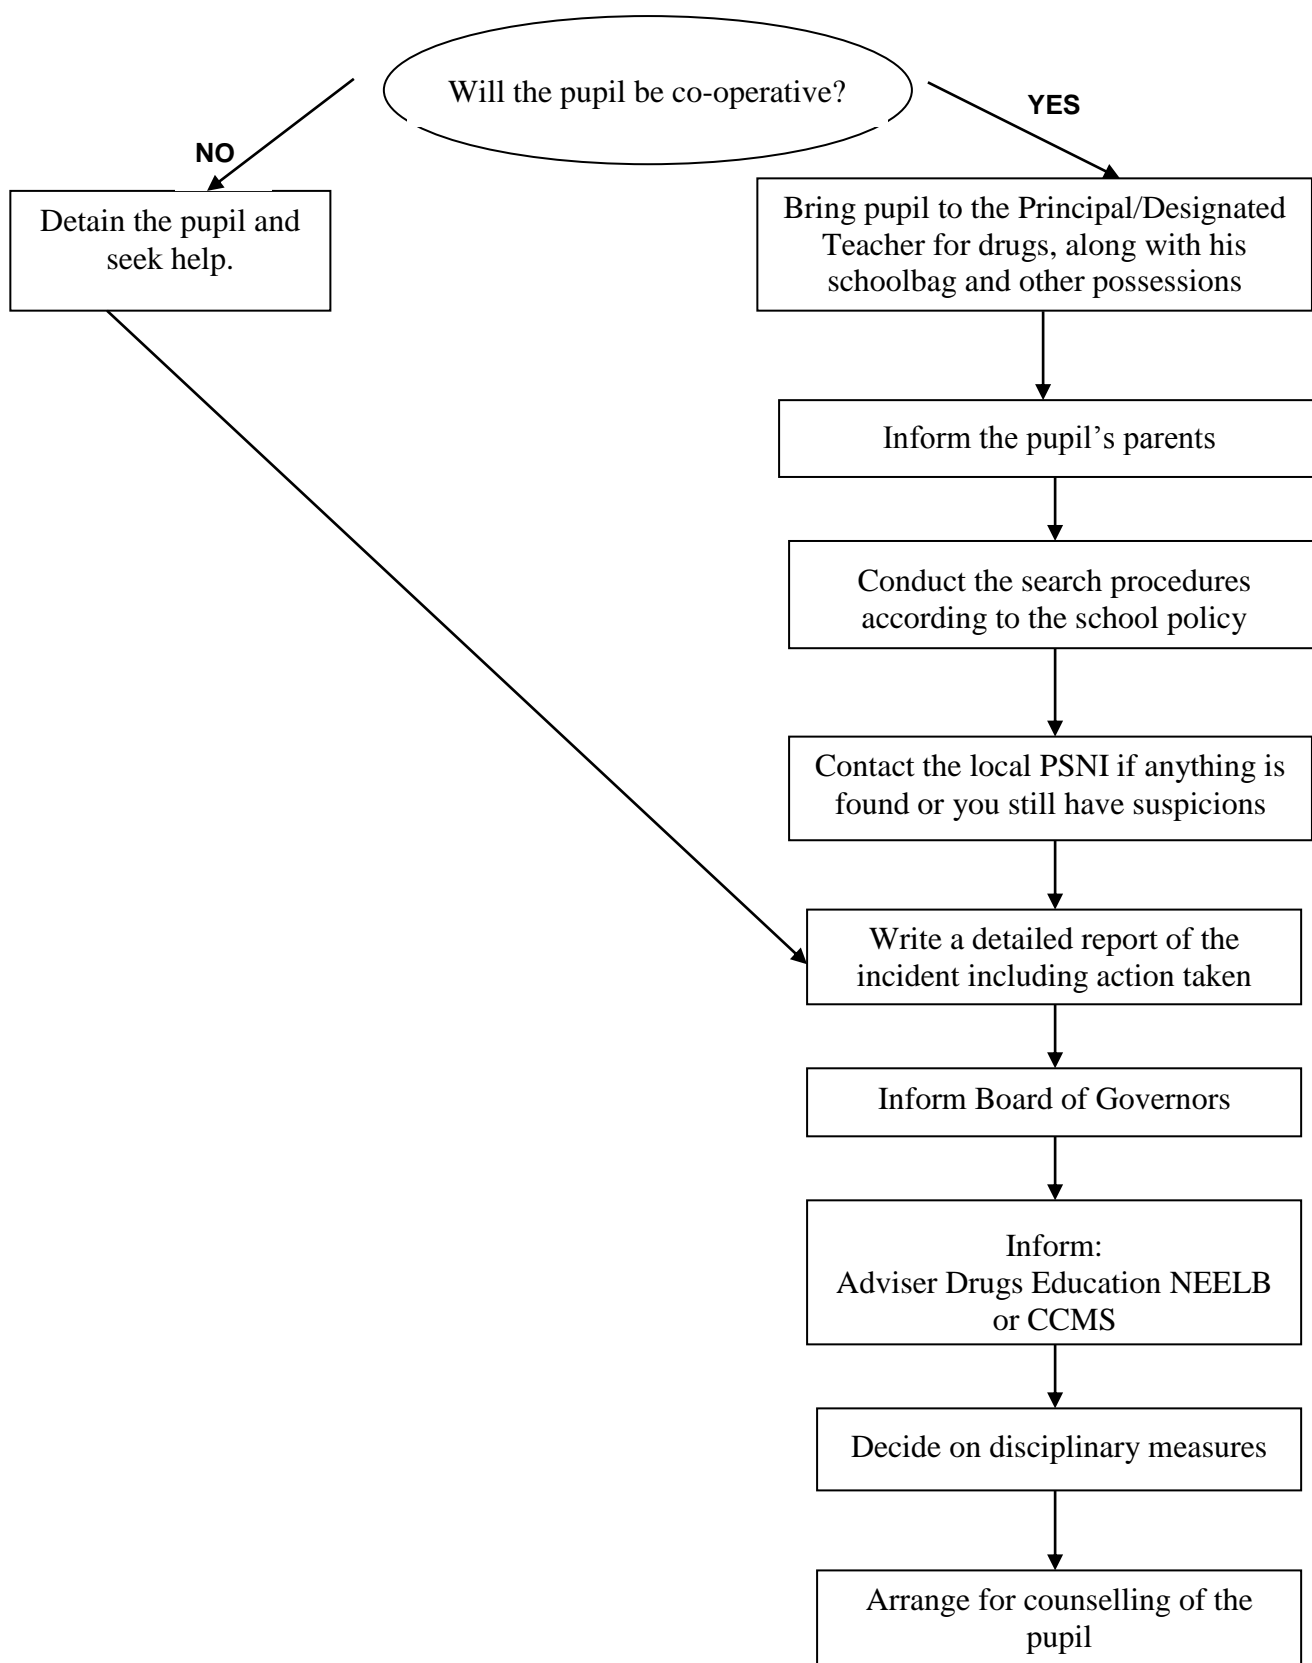 Will the pupil be co-operative?
NO
YES
Detain the pupil and
seek help.
Bring pupil to the Principal/Designated
Teacher for drugs, along with his
schoolbag and other possessions
Inform the pupil’s parents
Conduct the search procedures
according to the school policy
Contact the local PSNI if anything is
found or you still have suspicions
Write a detailed report of the
incident including action taken
Inform Board of Governors
Inform:
Adviser Drugs Education NEELB
or CCMS
Decide on disciplinary measures
Arrange for counselling of the
pupil